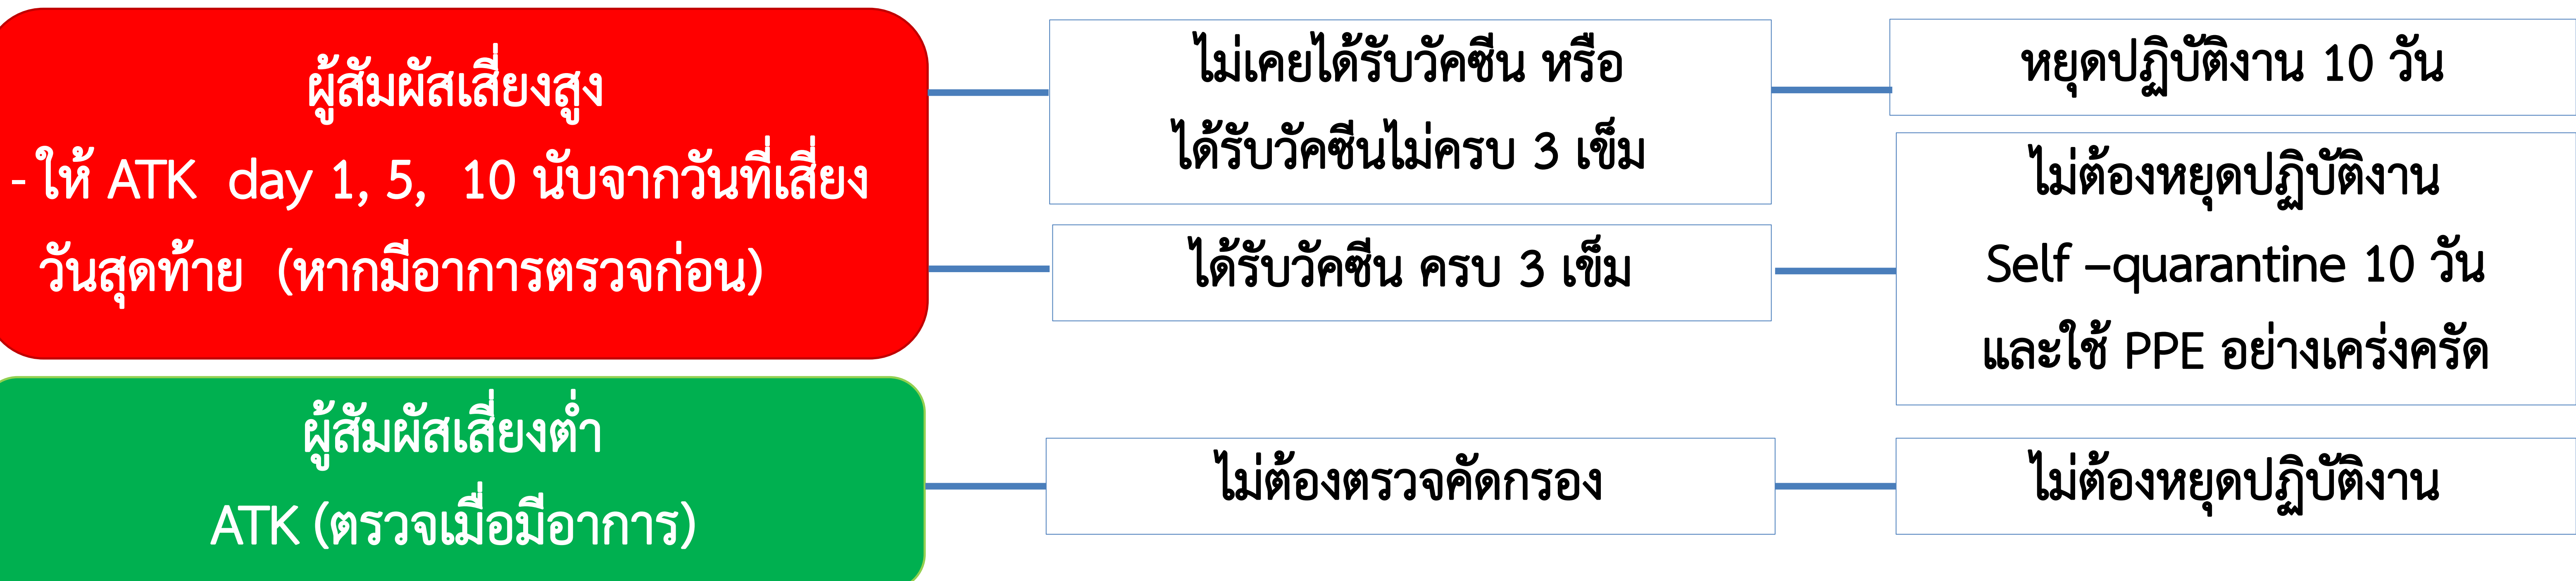 ผู้สัมผัสเสี่ยงสูง
- ให้ ATK day 1, 5, 10 นับจากวันที่เสี่ยง
วันสุดท้าย (หากมีอาการตรวจก่อน)
ไม่เคยได้รับวัคซีน หรือ
ได้รับวัคซีนไม่ครบ 3 เข็ม
หยุดปฏิบัติงาน 10 วัน
ได้รับวัคซีน ครบ 3 เข็ม
ไม่ต้องหยุดปฏิบัติงาน
Self –quarantine 10 วัน
และใช้ PPE อย่างเคร่งครัด
ผู้สัมผัสเสี่ยงต่ำ
ATK (ตรวจเมื่อมีอาการ)
ไม่ต้องตรวจคัดกรอง
ไม่ต้องหยุดปฏิบัติงาน